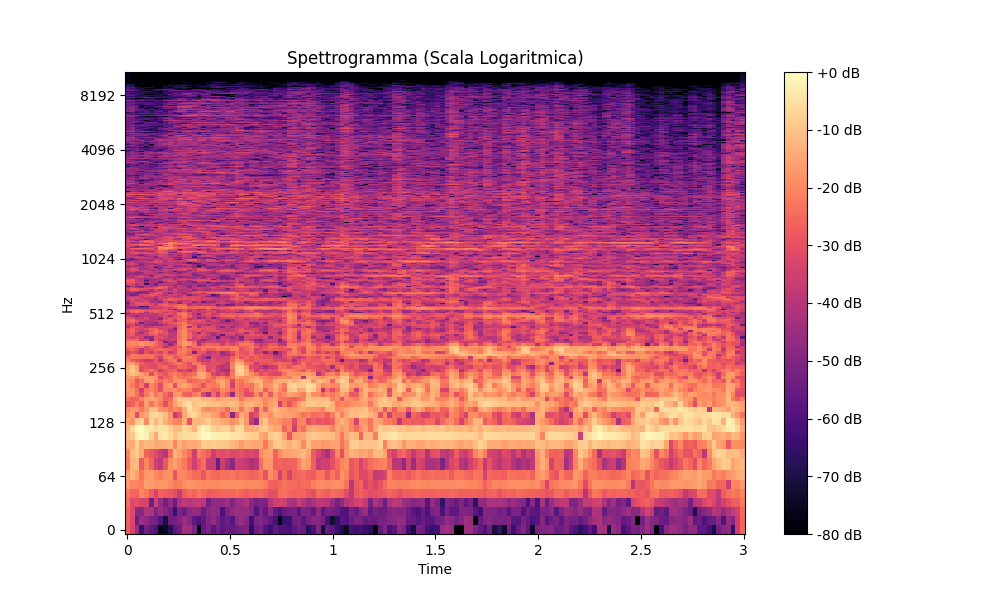 Spettrogramma (Scala Logaritmica)
Hz
8192
4096
2048
1024
512
256
128
64
0
0
0.5
1
1.5
2
2.5
3
Time
+0 dB
-10 dB
-20 dB
-30 dB
-40 dB
-50 dB
-60 dB
-70 dB
-80 dB